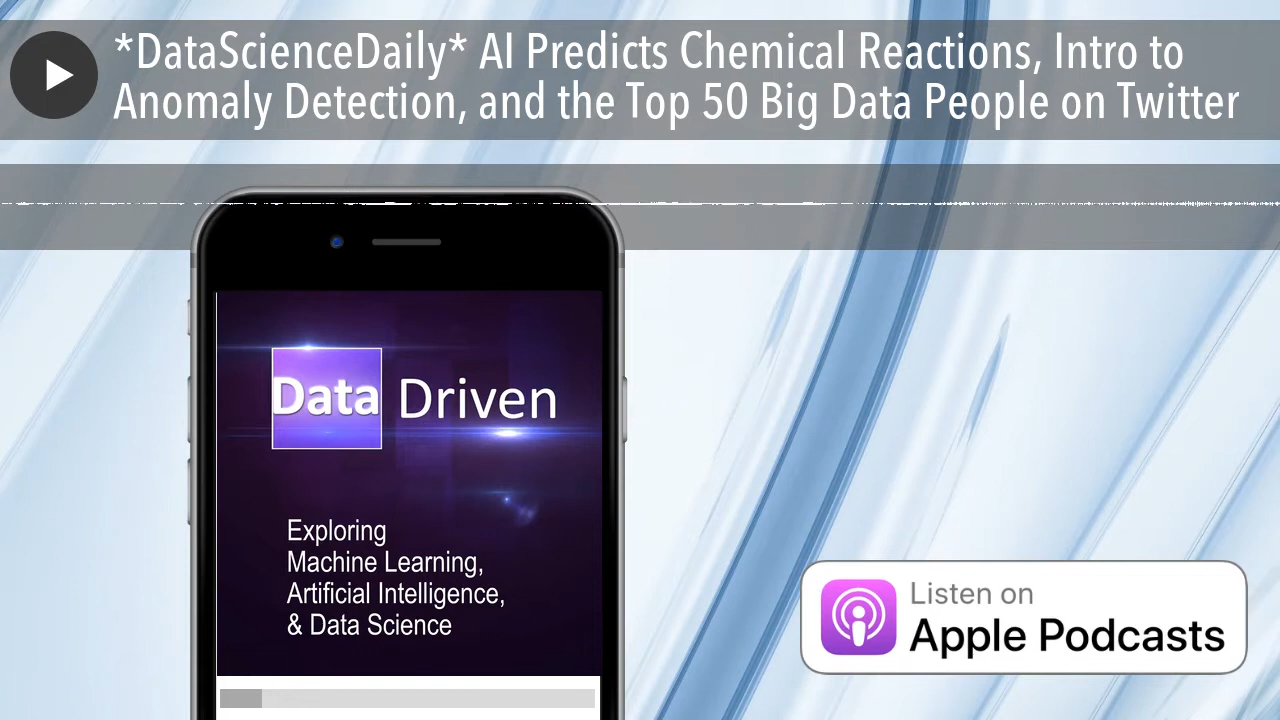 *DataScienceDaily* AI Predicts Chemical Reactions, Intro to
Anomaly Detection, and the Top 50 Big Data People on Twitter
Data Driven
Exploring
Machine Learning,
Artificial Intelligence,
& Data Science
Listen on
Apple Podcasts